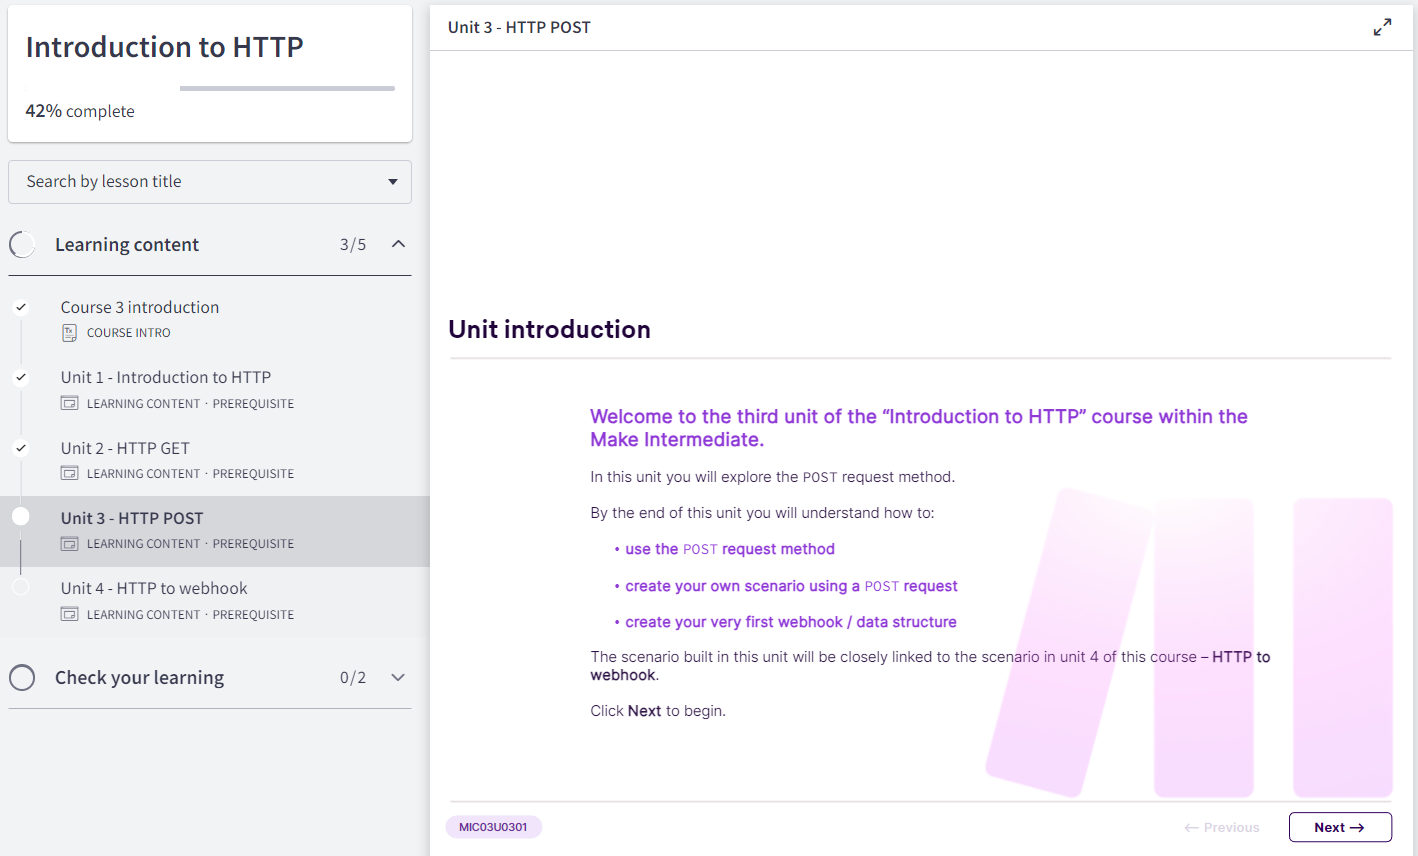 Introduction to HTTP
42% complete
Search by lesson title
Learning content 3/5
Course 3 introduction
COURSE INTRO
Unit 1 - Introduction to HTTP
LEARNING CONTENT · PREREQUISITE
Unit 2 - HTTP GET
LEARNING CONTENT · PREREQUISITE
Unit 3 - HTTP POST
LEARNING CONTENT · PREREQUISITE
Unit 4 - HTTP to webhook
LEARNING CONTENT · PREREQUISITE
Check your learning 0/2
Unit 3 - HTTP POST
Unit introduction
Welcome to the third unit of the “Introduction to HTTP” course within the
Make Intermediate.
In this unit you will explore the POST request method.
By the end of this unit you will understand how to:
• use the POST request method
• create your own scenario using a POST request
• create your very first webhook / data structure
The scenario built in this unit will be closely linked to the scenario in unit 4 of this course – HTTP to
webhook.
Click Next to begin.
MIC03U0301
← Previous
Next →